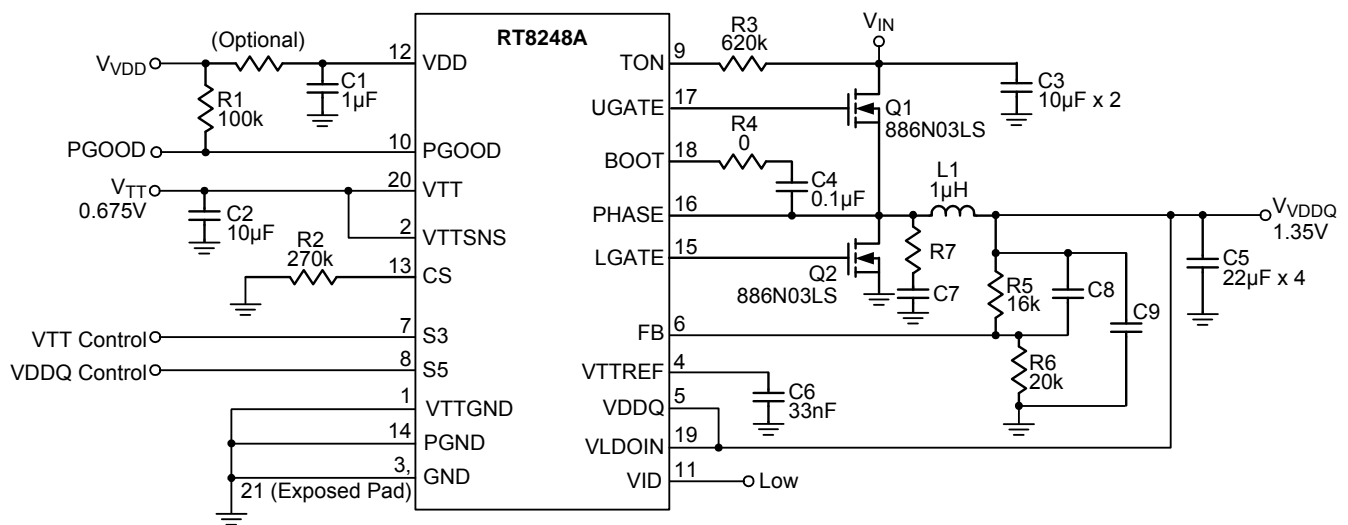 RT8248A
(Optional)
V_VDD
12
VDD
C1
1µF
R1
100k
PGOOD
10
PGOOD
V_TT
0.675V
20
VTT
C2
10µF
2
VTTSNS
R2
270k
13
CS
VTT Control
7
S3
VDDQ Control
8
S5
1
VTTGND
14
PGND
3,
GND
21 (Exposed Pad)
TON
9
R3
620k
V_IN
C3
10µF x 2
UGATE
17
Q1
886N03LS
BOOT
18
R4
0
C4
0.1µF
PHASE
16
L1
1µH
V_VDDQ
1.35V
LGATE
15
Q2
886N03LS
R7
C7
R5
16k
C8
C9
C5
22µF x 4
FB
6
R6
20k
VTTREF
4
C6
33nF
VDDQ
5
VLDOIN
19
VID
11
Low